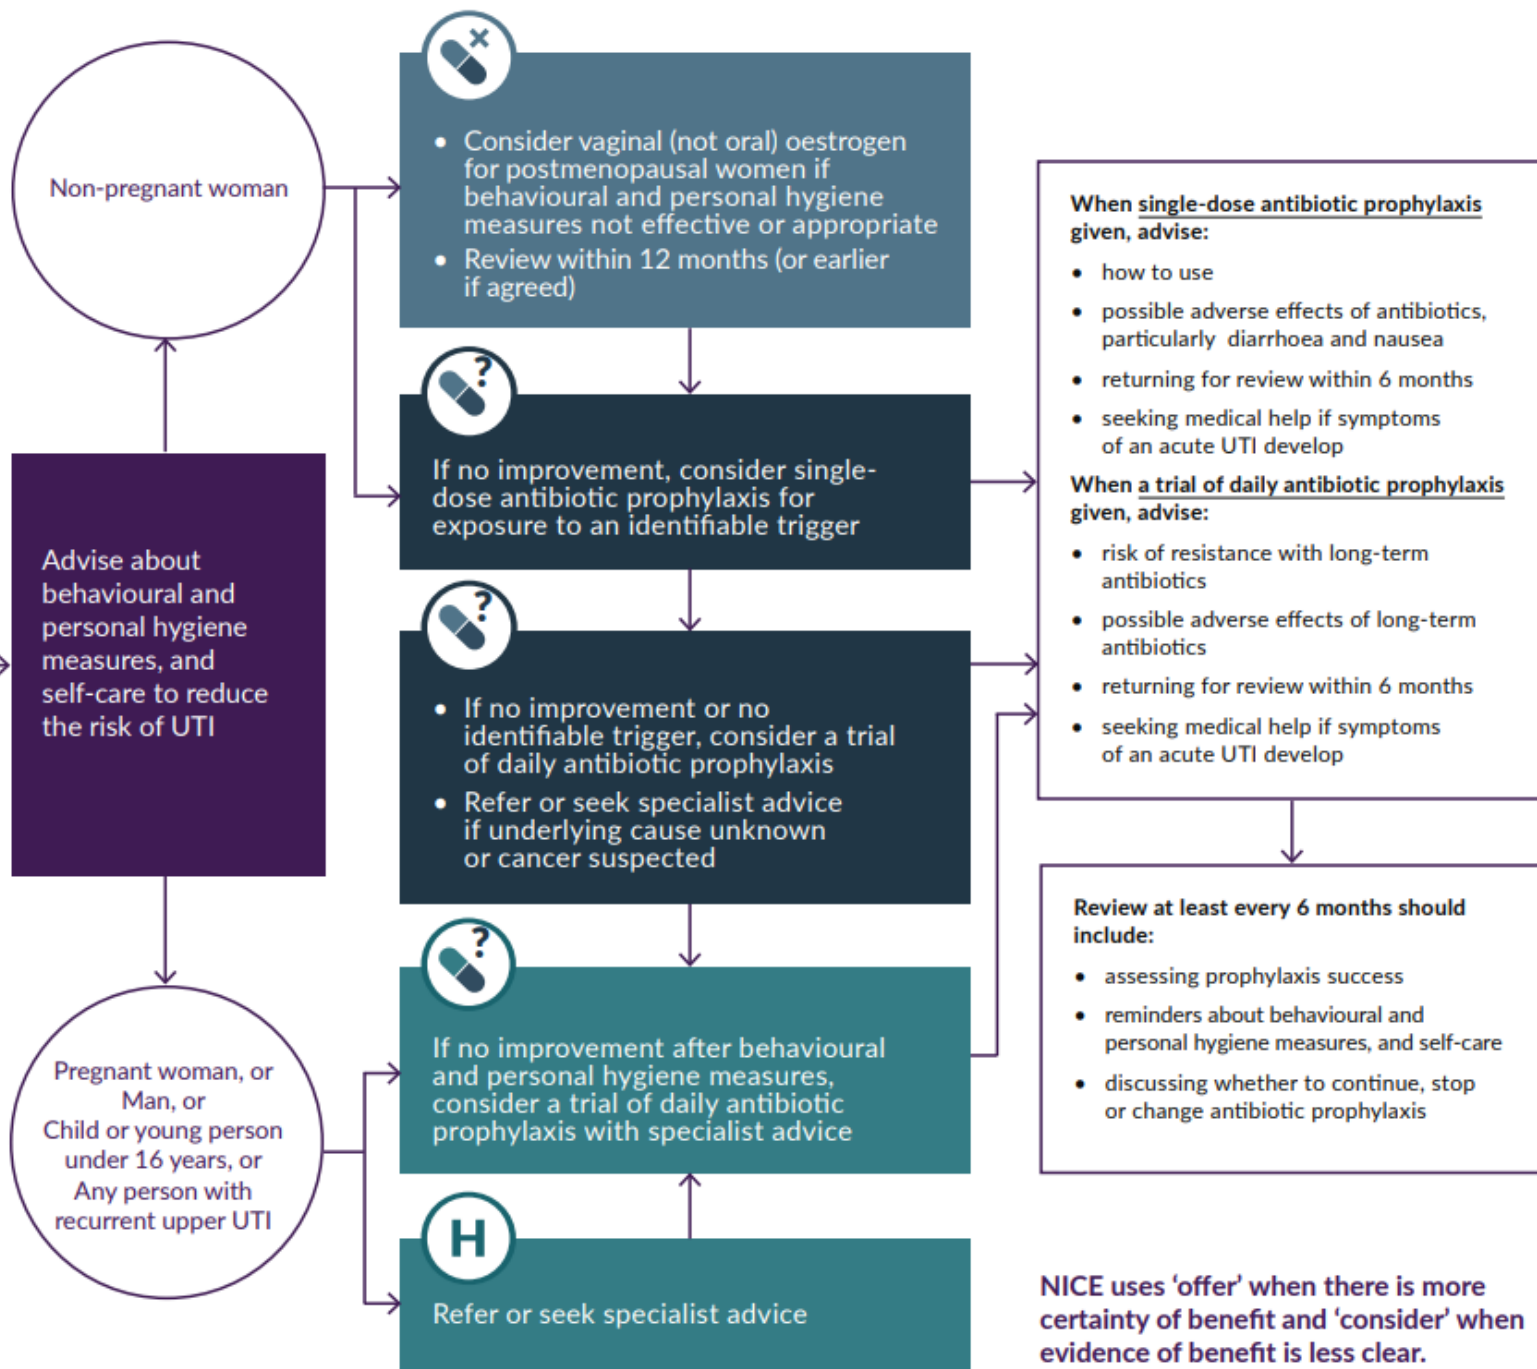 Non-pregnant woman
Advise about
behavioural and
personal hygiene
measures, and
self-care to reduce
the risk of UTI
Pregnant woman, or
Man, or
Child or young person
under 16 years, or
Any person with
recurrent upper UTI
• Consider vaginal (not oral) oestrogen
for postmenopausal women if
behavioural and personal hygiene
measures not effective or appropriate
• Review within 12 months (or earlier
if agreed)
?
If no improvement, consider single-
dose antibiotic prophylaxis for
exposure to an identifiable trigger
?
• If no improvement or no
identifiable trigger, consider a trial
of daily antibiotic prophylaxis
• Refer or seek specialist advice
if underlying cause unknown
or cancer suspected
?
If no improvement after behavioural
and personal hygiene measures,
consider a trial of daily antibiotic
prophylaxis with specialist advice
H
Refer or seek specialist advice
When single-dose antibiotic prophylaxis
given, advise:
• how to use
• possible adverse effects of antibiotics,
particularly diarrhoea and nausea
• returning for review within 6 months
• seeking medical help if symptoms
of an acute UTI develop
When a trial of daily antibiotic prophylaxis
given, advise:
• risk of resistance with long-term
antibiotics
• possible adverse effects of long-term
antibiotics
• returning for review within 6 months
• seeking medical help if symptoms
of an acute UTI develop
Review at least every 6 months should
include:
• assessing prophylaxis success
• reminders about behavioural and
personal hygiene measures, and self-care
• discussing whether to continue, stop
or change antibiotic prophylaxis
NICE uses ‘offer’ when there is more
certainty of benefit and ‘consider’ when
evidence of benefit is less clear.